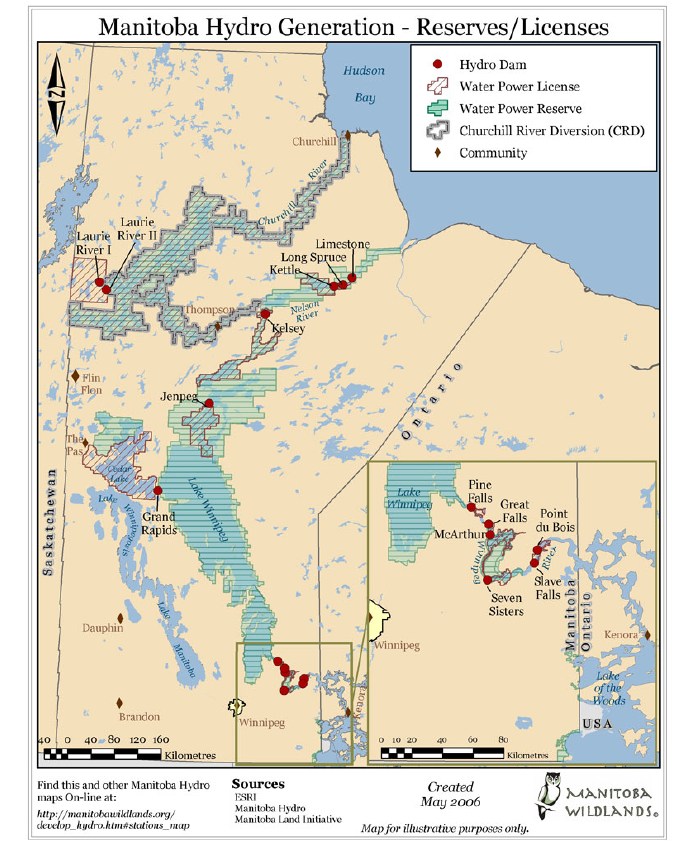 Manitoba Hydro Generation - Reserves/Licenses
Hydro Dam
Water Power License
Water Power Reserve
Churchill River Diversion (CRD)
Community
N
Hudson
Bay
Churchill
Churchill River
Laurie
River II
Laurie
River I
Limestone
Long Spruce
Kettle
Nelson
River
Thompson
Kelsey
Flin
Flon
Jenpeg
Ontario
The
Pas
Cedar
Lake
Saskatchewan
Grand
Rapids
Lake Winnipeg
Lake
Winnipegosis
Dauphin
Lake
Manitoba
Brandon
Winnipeg
Kenora
40 0 40 80 120 160
Kilometres
Lake
Winnipeg
Pine
Falls
Great
Falls
McArthur
Point
du Bois
Winnipeg
River
Slave
Falls
Seven
Sisters
Manitoba
Ontario
Kenora
Winnipeg
Lake
of the
Woods
USA
10 0 10 20 40 60 80
Kilometres
Find this and other Manitoba Hydro
maps On-line at:
http://manitobawildlands.org/
develop_hydro.htm#stations_map
Sources
ESRI
Manitoba Hydro
Manitoba Land Initiative
Created
May 2006
Map for illustrative purposes only.
MANITOBA
WILDLANDS